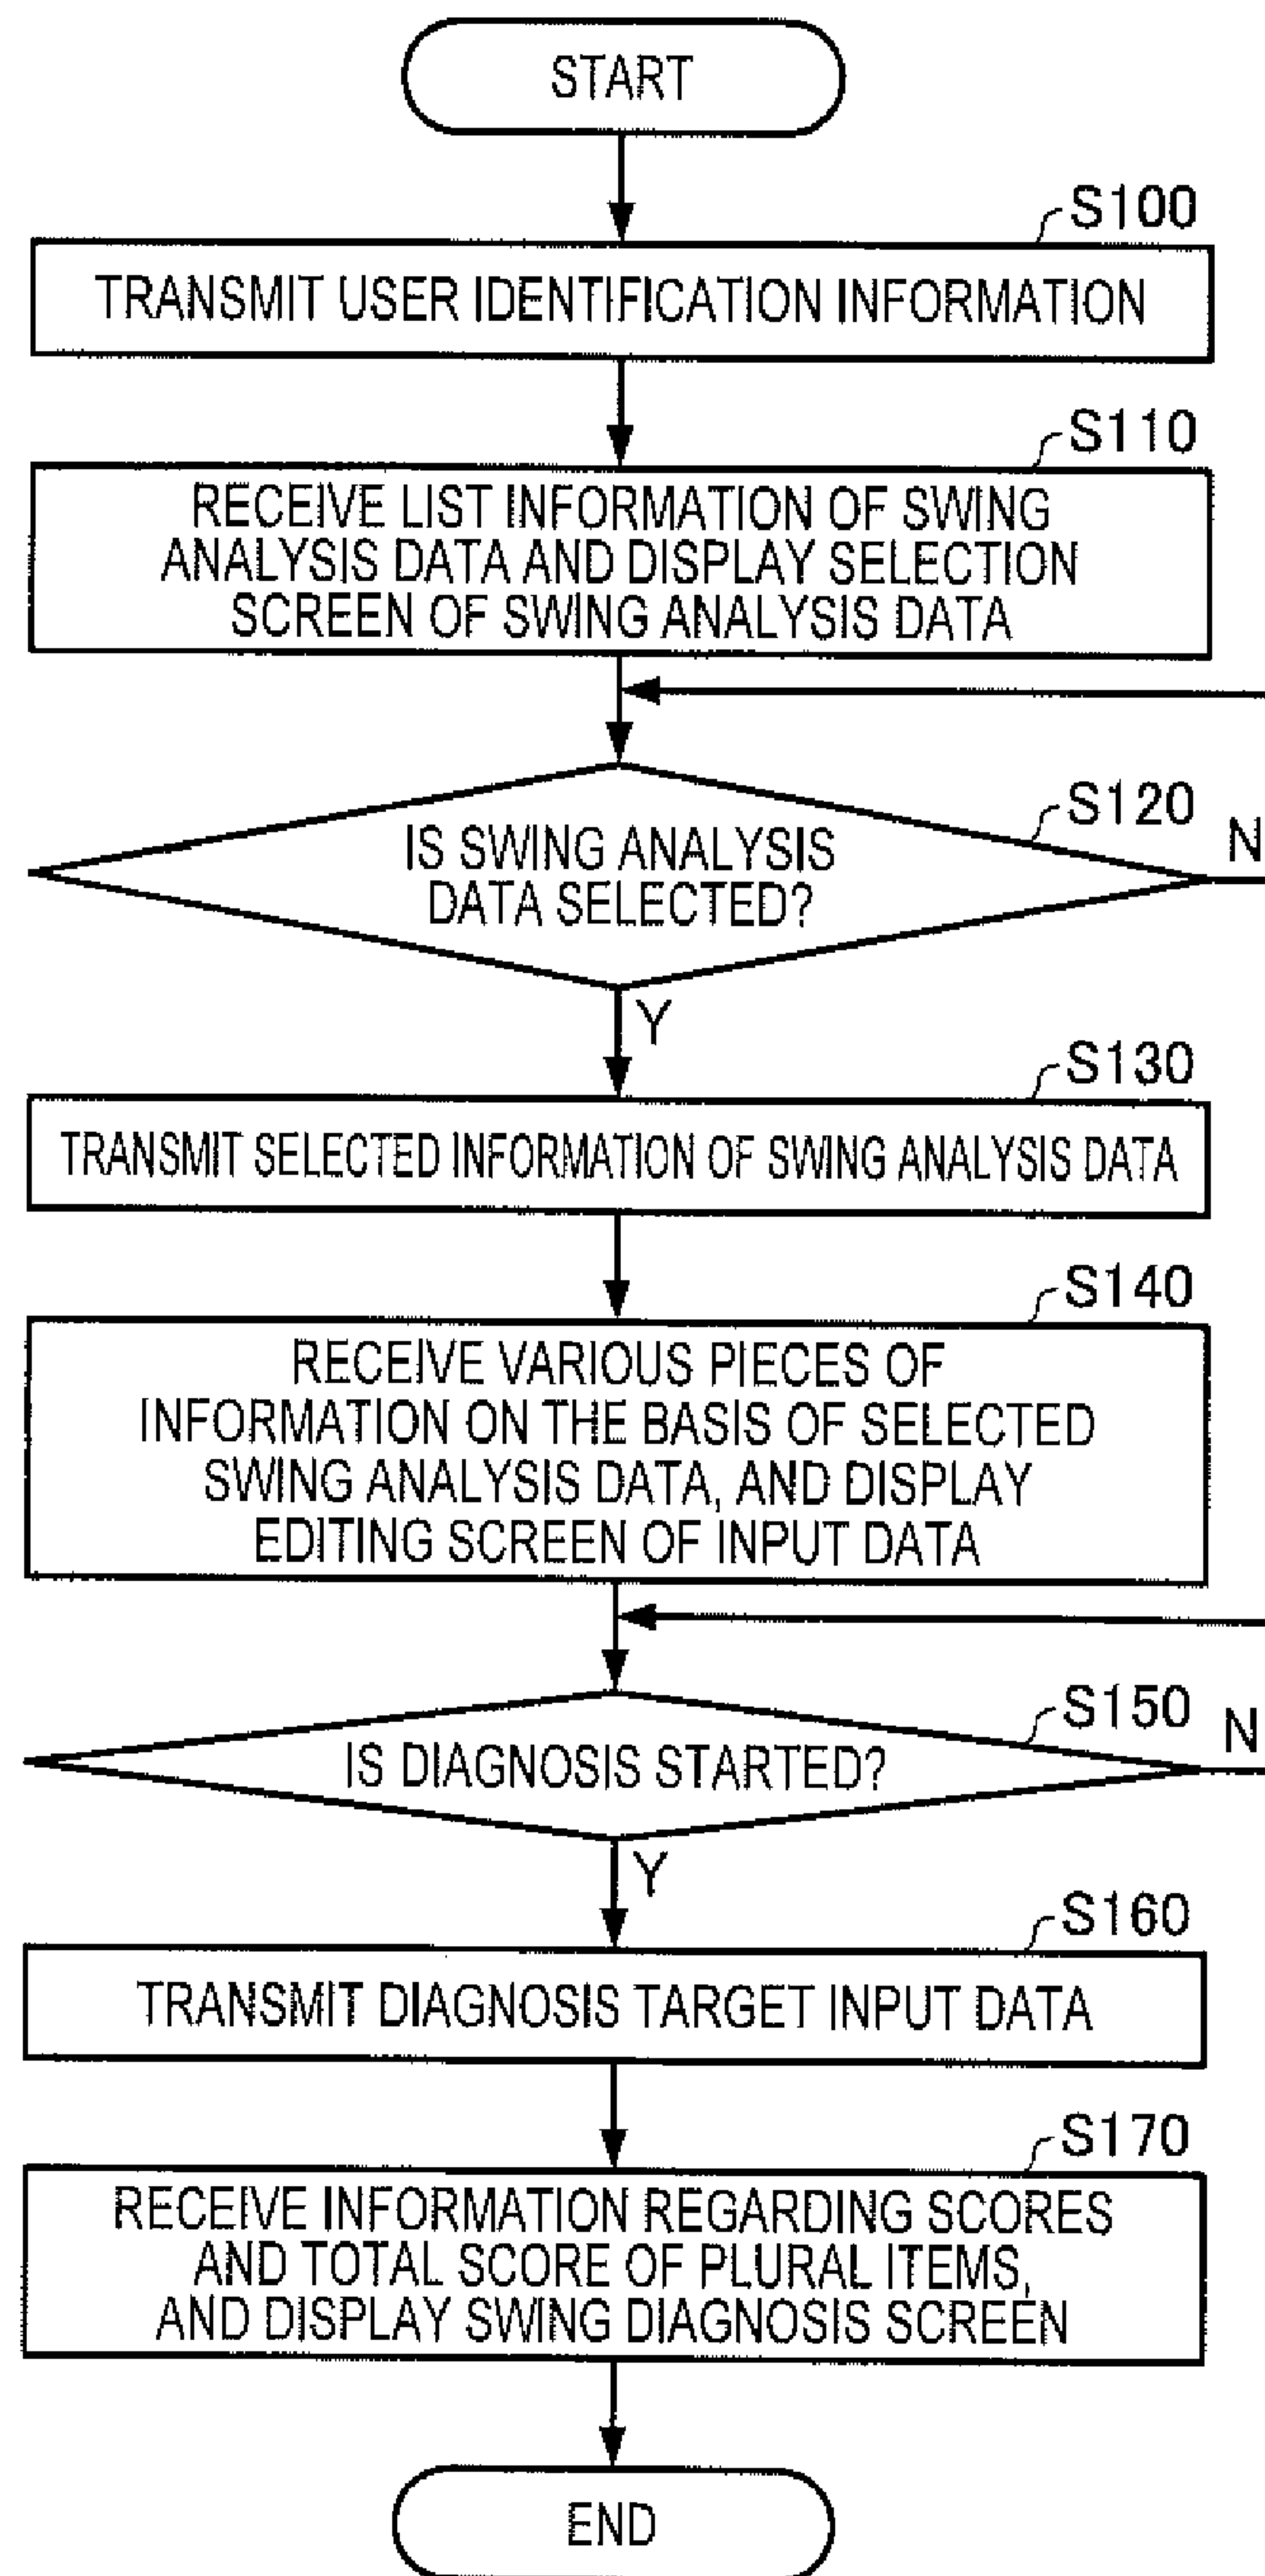 START
S100
TRANSMIT USER IDENTIFICATION INFORMATION
S110
RECEIVE LIST INFORMATION OF SWING
ANALYSIS DATA AND DISPLAY SELECTION
SCREEN OF SWING ANALYSIS DATA
S120
N
IS SWING ANALYSIS
DATA SELECTED?
Y
S130
TRANSMIT SELECTED INFORMATION OF SWING ANALYSIS DATA
S140
RECEIVE VARIOUS PIECES OF
INFORMATION ON THE BASIS OF SELECTED
SWING ANALYSIS DATA, AND DISPLAY
EDITING SCREEN OF INPUT DATA
S150
N
IS DIAGNOSIS STARTED?
Y
S160
TRANSMIT DIAGNOSIS TARGET INPUT DATA
S170
RECEIVE INFORMATION REGARDING SCORES
AND TOTAL SCORE OF PLURAL ITEMS,
AND DISPLAY SWING DIAGNOSIS SCREEN
END